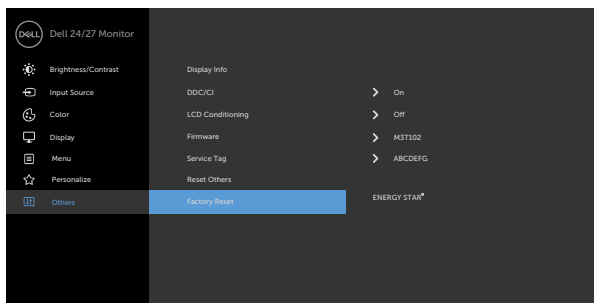 DELL Dell 24/27 Monitor
Brightness/Contrast Display Info
Input Source DDC/CI On
Color LCD Conditioning Off
Display Firmware M3T102
Menu Service Tag ABCDEFG
Personalize Reset Others
Others Factory Reset ENERGY STAR®